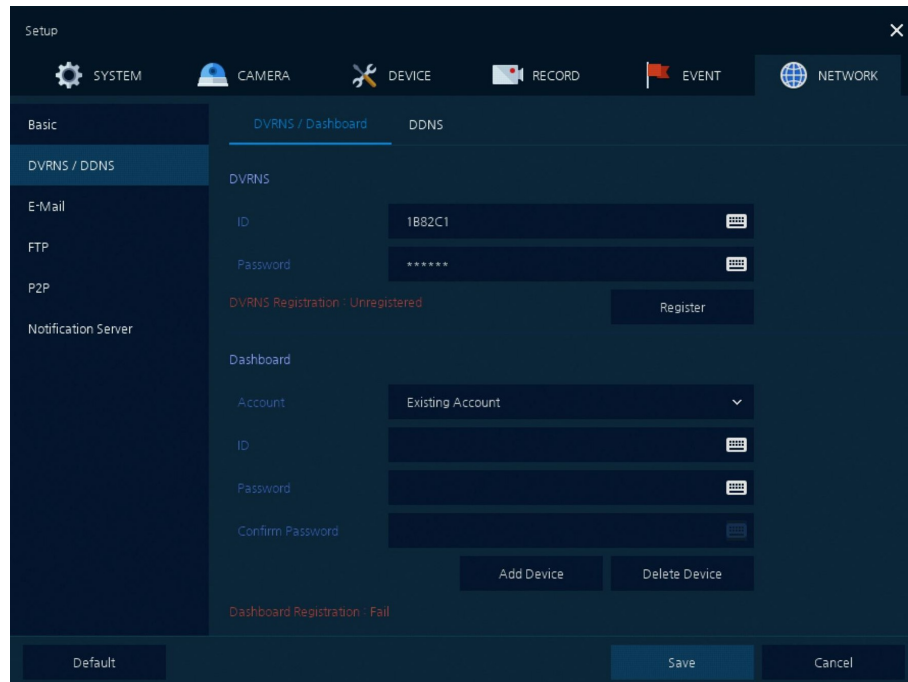 Setup
SYSTEM CAMERA DEVICE RECORD EVENT NETWORK
Basic
DVRNS / DDNS
E-Mail
FTP
P2P
Notification Server
DVRNS / Dashboard DDNS
DVRNS
ID 1B82C1
Password ******
DVRNS Registration : Unregistered Register
Dashboard
Account Existing Account
ID
Password
Confirm Password
Add Device Delete Device
Dashboard Registration : Fail
Default Save Cancel